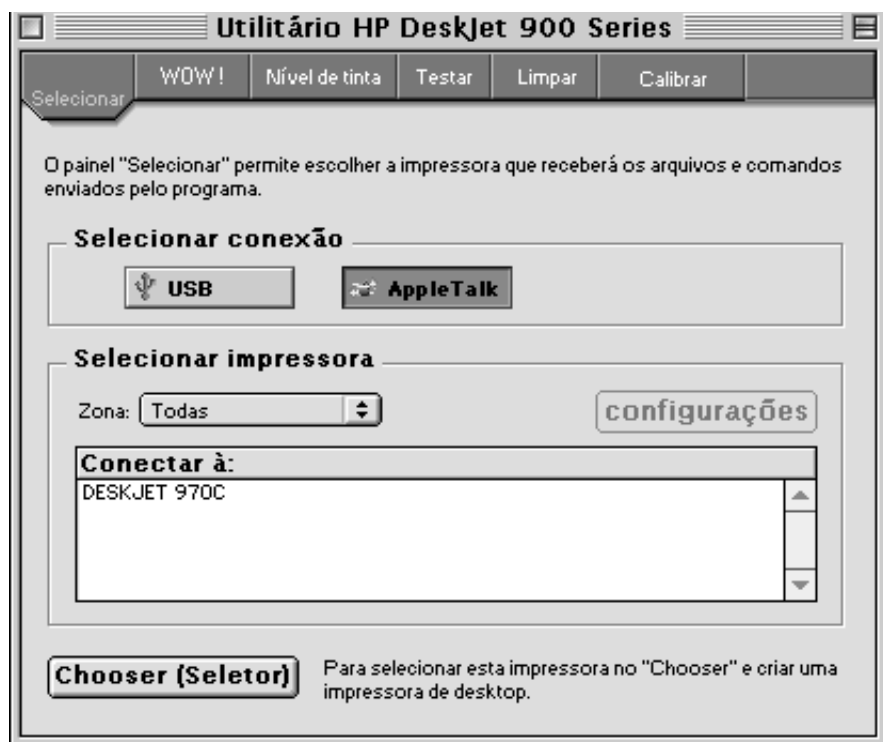 Utilitário HP DeskJet 900 Series
Selecionar
WOW!
Nível de tinta
Testar
Limpar
Calibrar
O painel "Selecionar" permite escolher a impressora que receberá os arquivos e comandos
enviados pelo programa.
Selecionar conexão
USB
AppleTalk
Selecionar impressora
Zona: Todas
configurações
Conectar à:
DESKJET 970C
Chooser (Seletor)
Para selecionar esta impressora no "Chooser" e criar uma
impressora de desktop.